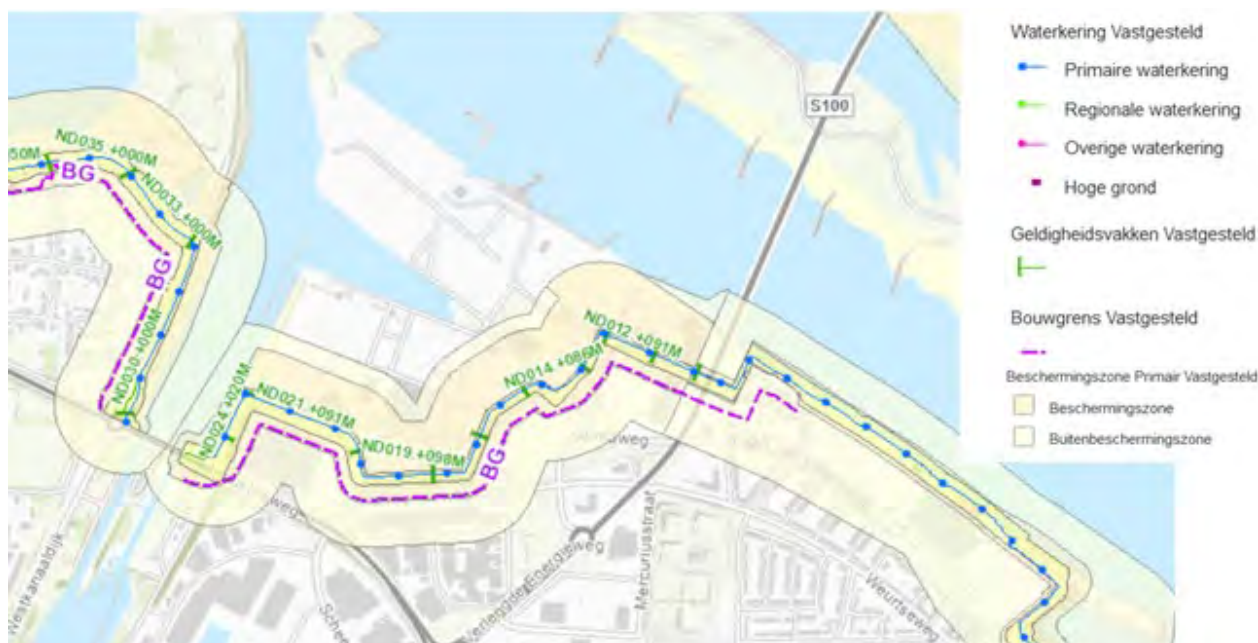 Waterkering Vastgesteld
Primaire waterkering
Regionale waterkering
Overige waterkering
Hoge grond
Geldigheidsvakken Vastgesteld
Bouwgrens Vastgesteld
Beschermingszone Primair Vastgesteld
Beschermingszone
Buitenbeschermingszone
S100
50M
ND035 +000M
BG
ND033 +000M
BG
ND030 +000M
ND024 +020M
ND021 +091M
ND019 +098M
BG
ND014 +086M
ND012 +091M
Energieweg
Mercuriusstraat
Weurtseweg
Westkanaaldijk